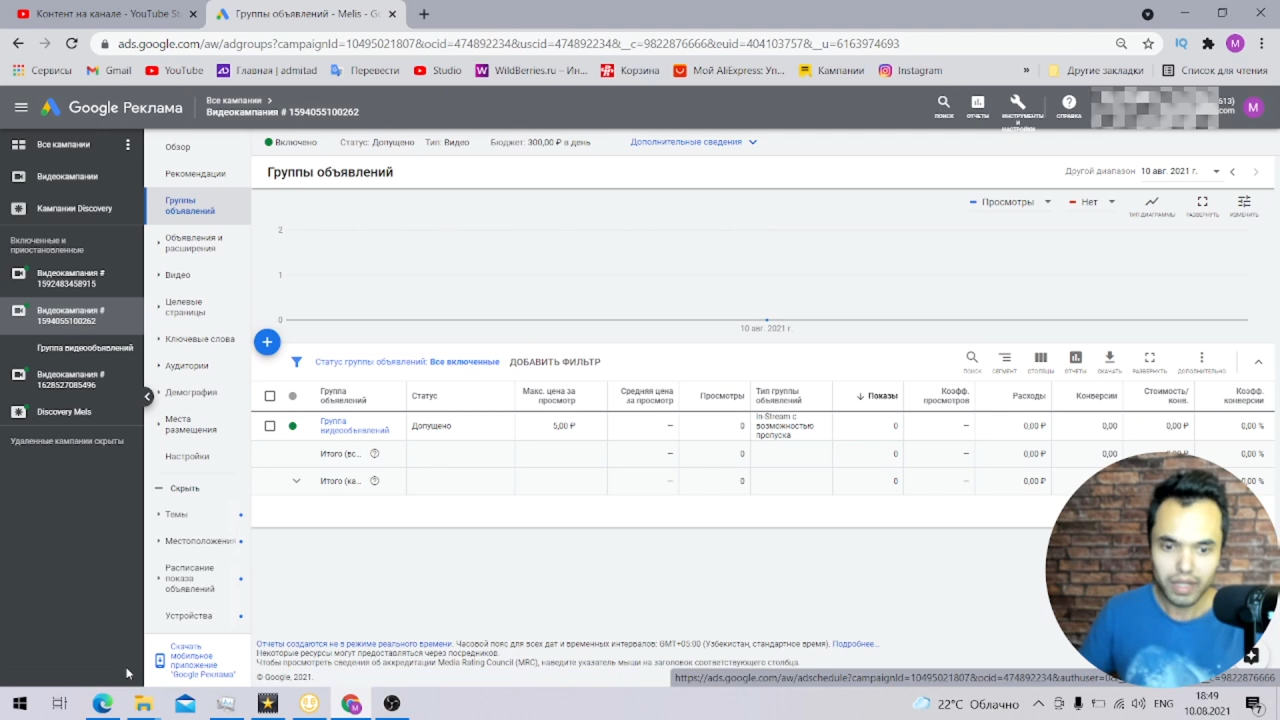 Контент на канале - YouTube St
Группы объявлений - Melis - Go
ads.google.com/aw/adgroups?campaignId=10495021807&ocid=474892234&uscid=474892234&__c=9822876666&euid=404103757&__u=6163974693
Сервисы
Gmail
YouTube
Главная | admitad
Перевести
Studio
WildBerries.ru – Ин...
Корзина
Мой AliExpress: Уп...
Кампании
Instagram
»
Другие закладки
Список для чтения
Google Реклама
Все кампании >
Видеокампания # 1594055100262
ПОИСК
ОТЧЕТЫ
ИНСТРУМЕНТЫ
И
НАСТРОЙКИ
СПРАВКА
M
Все кампании
Видеокампании
Кампании Discovery
Включенные и
приостановленные
Видеокампания #
1592483458915
Видеокампания #
1594055100262
Группа видеообъявлений
Видеокампания #
1628527085496
Discovery Mels
Удаленные кампании скрыты
Обзор
Рекомендации
Группы
объявлений
Объявления и
расширения
Видео
Целевые
страницы
Ключевые слова
Аудитории
Демография
Места
размещения
Настройки
Скрыть
Темы
Местоположения
Расписание
показа
объявлений
Устройства
Скачать
мобильное
приложение
"Google Реклама"
Включено Статус: Допущено Тип: Видео Бюджет: 300,00 ₽ в день Дополнительные сведения
Группы объявлений
Другой диапазон 10 авг. 2021 г.
Просмотры
Нет
ТИП ДИАГРАММЫ
РАЗВЕРНУТЬ
ИЗМЕНИТЬ
2
1
0
10 авг. 2021 г.
Статус группы объявлений: Все включенные ДОБАВИТЬ ФИЛЬТР
ПОИСК
СЕГМЕНТ
СТОЛБЦЫ
ОТЧЕТЫ
СКАЧАТЬ
РАЗВЕРНУТЬ
ДОПОЛНИТЕЛЬНО
Группа
объявлений
Статус
Макс. цена за
просмотр
Средняя цена
за просмотр
Просмотры
Тип группы
объявлений
Показы
Коэфф.
просмотров
Расходы
Конверсии
Стоимость/
конв.
Коэфф.
конверсии
Группа
видеообъявлений
Допущено
5,00 ₽
–
0
In-Stream с
возможностью
пропуска
0
–
0,00 ₽
0,00
0,00 ₽
0,00 %
Итого (вс...
–
0
0
–
0,00 ₽
0,00
0,00 ₽
0,00 %
Итого (ка...
–
0
0
–
0,00 ₽
0,00
0,00 %
Отчеты создаются не в режиме реального времени. Часовой пояс для всех дат и временных интервалов: GMT+05:00 (Узбекистан, стандартное время). Подробнее...
Некоторые ресурсы могут предоставляться через посредников.
Чтобы просмотреть сведения об аккредитации Media Rating Council (MRC), наведите указатель мыши на заголовок соответствующего столбца.
© Google, 2021.
22°C Облачно
ENG
18:49
10.08.2021
7